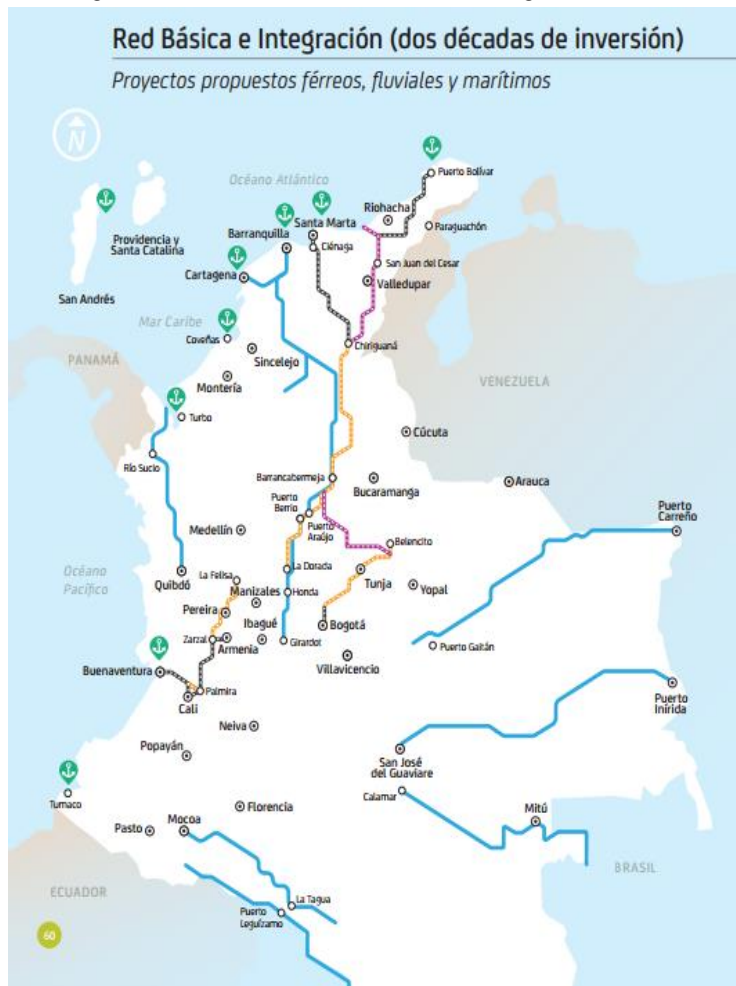 Red Básica e Integración (dos décadas de inversión)
Proyectos propuestos férreos, fluviales y marítimos
N
Puerto Bolívar
Océano Atlántico
Riohacha
Santa Marta
Paraguachón
Barranquilla
Ciénaga
Providencia y
Santa Catalina
San Juan del Cesar
Cartagena
Valledupar
San Andrés
Mar Caribe
Coveñas
Chiriguaná
Sincelejo
PANAMÁ
VENEZUELA
Montería
Turbo
Cúcuta
Río Sucio
Barrancabermeja
Bucaramanga
Arauca
Puerto
Berrio
Puerto
Carreño
Medellín
Puerto
Araújo
Belencito
Océano
Pacífico
La Dorada
Quibdó
La Felisa
Manizales
Honda
Tunja
Yopal
Pereira
Ibagué
Bogotá
Zarzal
Armenia
Girardot
Puerto Gaitán
Villavicencio
Buenaventura
Palmira
Cali
Puerto
Inírida
Neiva
Popayán
San José
del Guaviare
Tumaco
Calamar
Florencia
Mitú
Pasto
Mocoa
BRASIL
ECUADOR
La Tagua
Puerto
Leguízamo
60